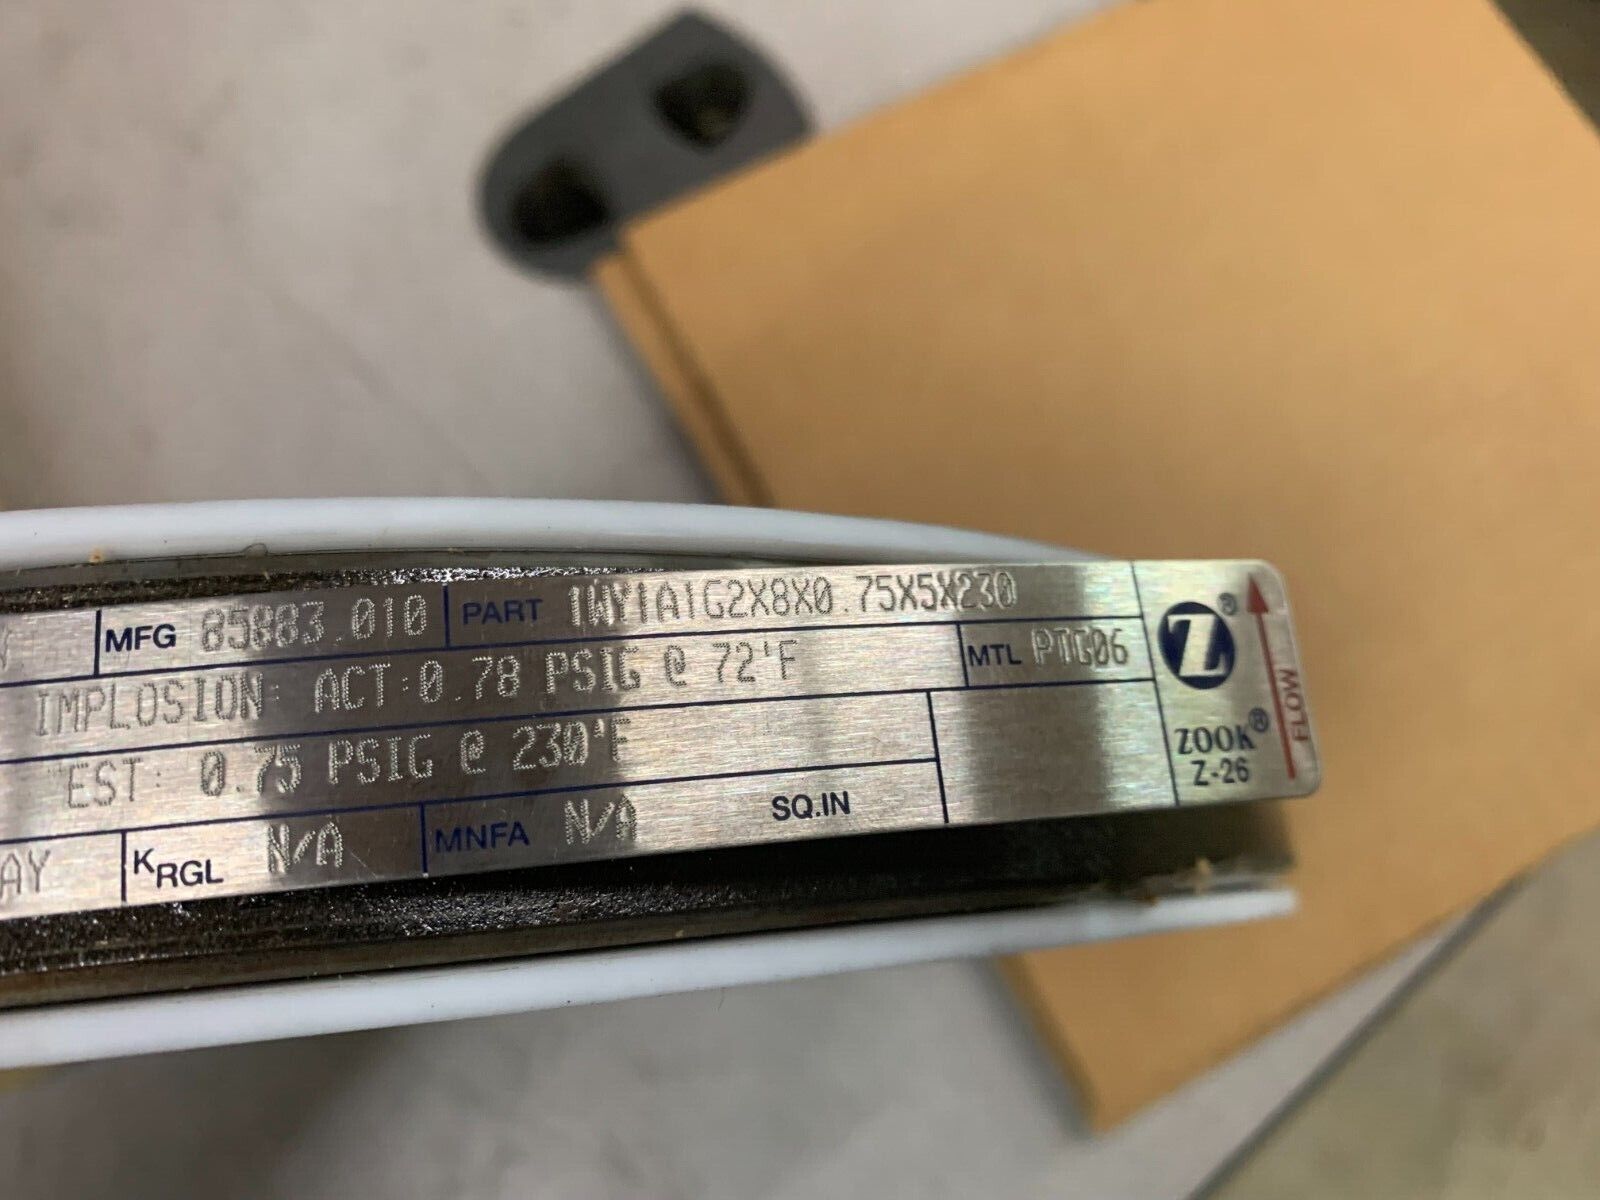 MFG 85883.010 PART 1WY1A1G2X8X0.75X5X230
IMPLOSION: ACT:0.78 PSIG @ 72'F MTL PTG06
EST: 0.75 PSIG @ 230'F
AY KRGL N/A MNFA N/A SQ.IN
Z®
ZOOK®
Z-26
FLOW